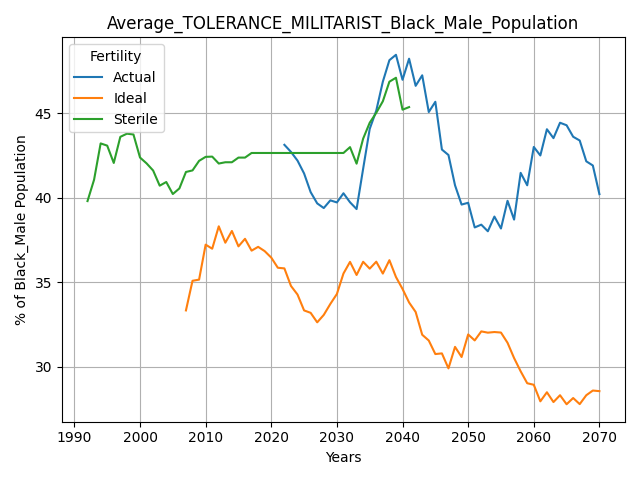 Average_TOLERANCE_MILITARIST_Black_Male_Population
Fertility
Actual
Ideal
Sterile
% of Black_Male Population
45
40
35
30
1990 2000 2010 2020 2030 2040 2050 2060 2070
Years